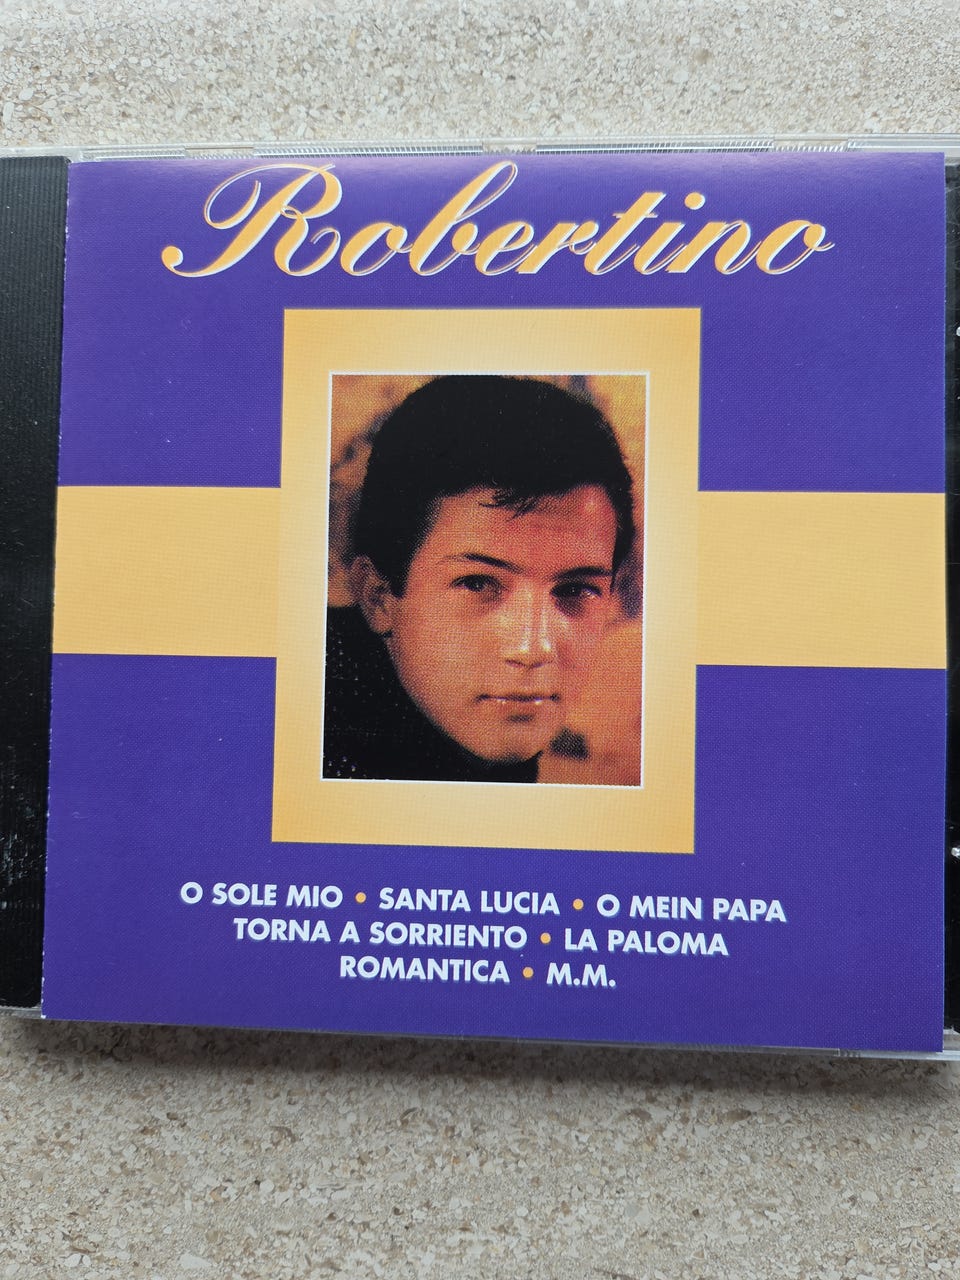 Robertino
O SOLE MIO • SANTA LUCIA • O MEIN PAPA
TORNA A SORRIENTO • LA PALOMA
ROMANTICA • M.M.